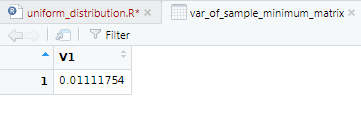 uniform_distribution.R*
var_of_sample_minimum_matrix
Filter
V1
1 0.01111754